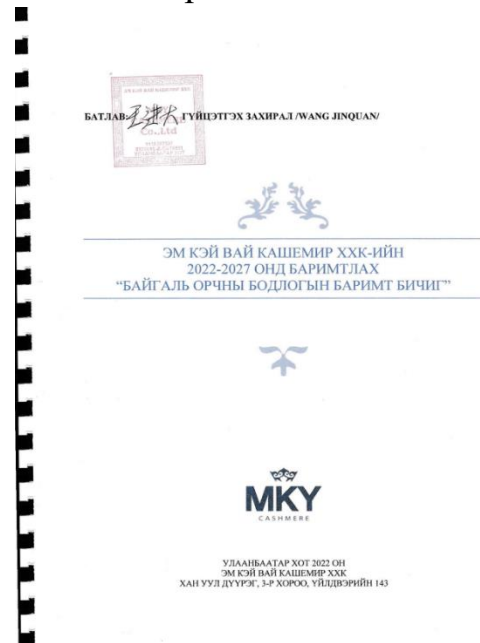 БАТЛАВ: ГҮЙЦЭТГЭХ ЗАХИРАЛ /WANG JINQUAN/
Co.,Ltd
ЭМ КЭЙ ВАЙ КАШЕМИР ХХК-ИЙН
2022-2027 ОНД БАРИМТЛАХ
“БАЙГАЛЬ ОРЧНЫ БОДЛОГЫН БАРИМТ БИЧИГ”
MKY
CASHMERE
УЛААНБААТАР ХОТ 2022 ОН
ЭМ КЭЙ ВАЙ КАШЕМИР ХХК
ХАН УУЛ ДҮҮРЭГ, 3-Р ХОРОО, ҮЙЛДВЭРИЙН 143